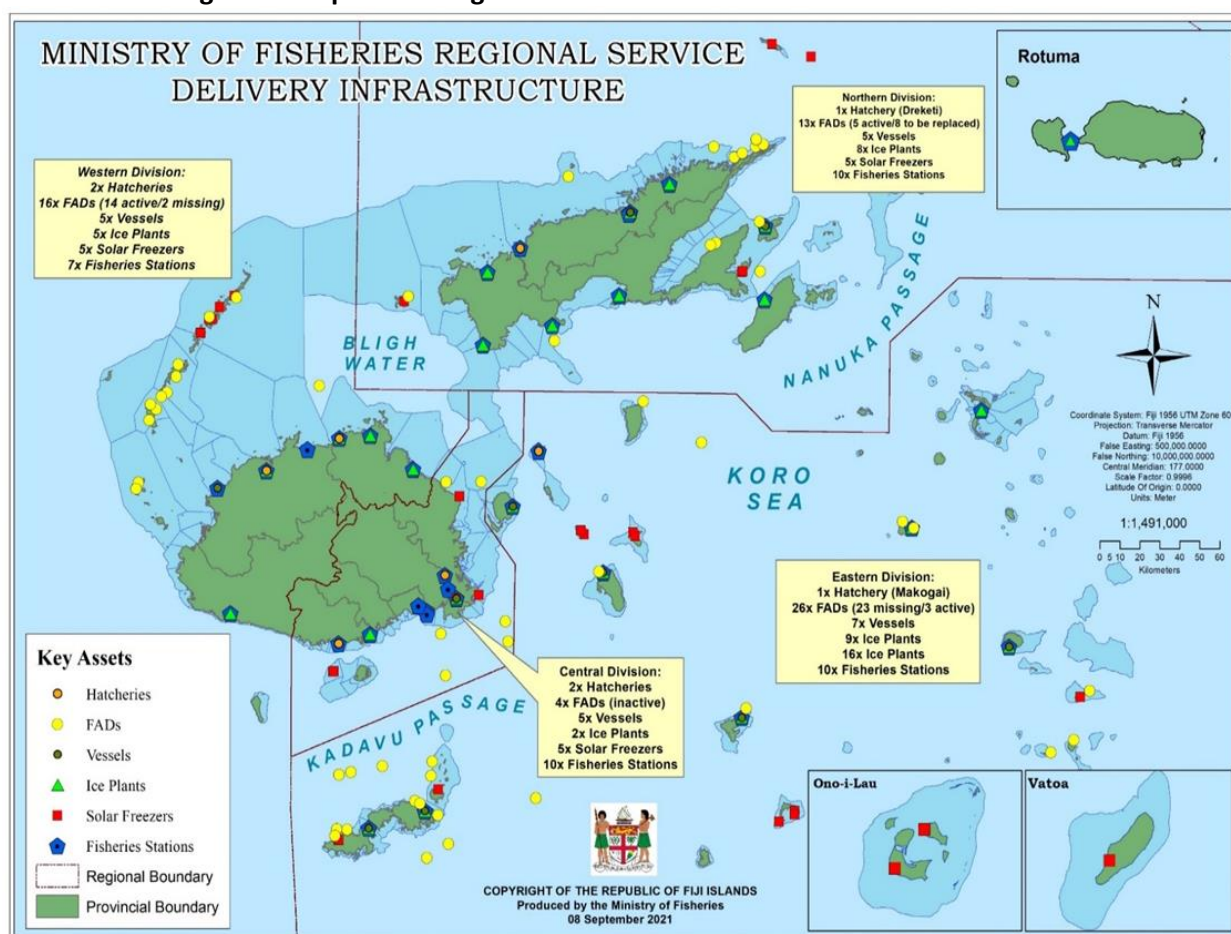 MINISTRY OF FISHERIES REGIONAL SERVICE
DELIVERY INFRASTRUCTURE
Rotuma
Northern Division:
1x Hatchery (Dreketi)
13x FADs (5 active/8 to be replaced)
5x Vessels
8x Ice Plants
5x Solar Freezers
10x Fisheries Stations
Western Division:
2x Hatcheries
16x FADs (14 active/2 missing)
5x Vessels
5x Ice Plants
5x Solar Freezers
7x Fisheries Stations
BLIGH
WATER
NANUKA PASSAGE
N
Coordinate System: Fiji 1956 UTM Zone 60
Projection: Transverse Mercator
Datum: Fiji 1956
False Easting: 500,000.0000
False Northing: 10,000,000.0000
Central Meridian: 177.0000
Scale Factor: 0.9996
Latitude Of Origin: 0.0000
Units: Meter
1:1,491,000
0 5 10 20 30 40 50 60
Kilometers
KORO
SEA
Eastern Division:
1x Hatchery (Makogai)
26x FADs (23 missing/3 active)
7x Vessels
9x Ice Plants
16x Ice Plants
10x Fisheries Stations
Central Division:
2x Hatcheries
4x FADs (inactive)
5x Vessels
2x Ice Plants
5x Solar Freezers
10x Fisheries Stations
KADAVU PASSAGE
Key Assets
Hatcheries
FADs
Vessels
Ice Plants
Solar Freezers
Fisheries Stations
Regional Boundary
Provincial Boundary
Ono-i-Lau
Vatoa
COPYRIGHT OF THE REPUBLIC OF FIJI ISLANDS
Produced by the Ministry of Fisheries
08 September 2021